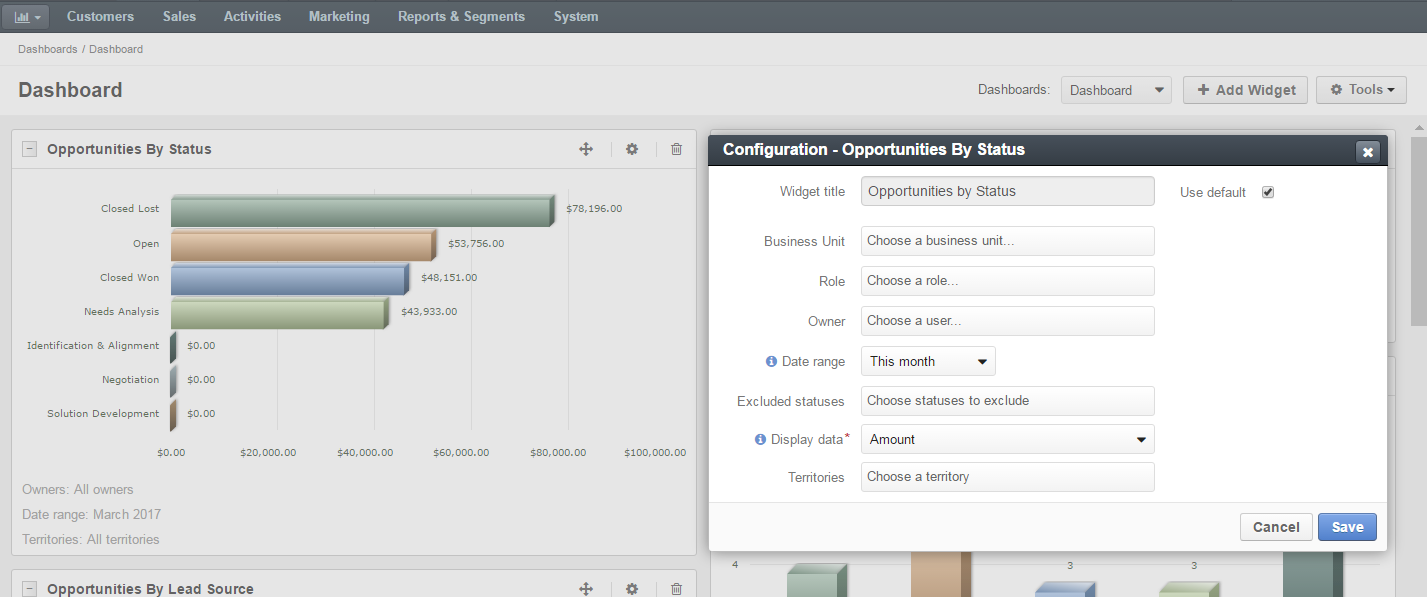 Customers Sales Activities Marketing Reports & Segments System
Dashboards / Dashboard
Dashboard
Dashboards: Dashboard Add Widget Tools
Opportunities By Status
Closed Lost $78,196.00
Open $53,756.00
Closed Won $48,151.00
Needs Analysis $43,933.00
Identification & Alignment $0.00
Negotiation $0.00
Solution Development $0.00
$0.00 $20,000.00 $40,000.00 $60,000.00 $80,000.00 $100,000.00
Owners: All owners
Date range: March 2017
Territories: All territories
Opportunities By Lead Source
Configuration - Opportunities By Status
Widget title Opportunities by Status Use default
Business Unit Choose a business unit...
Role Choose a role...
Owner Choose a user...
Date range This month
Excluded statuses Choose statuses to exclude
Display data* Amount
Territories Choose a territory
Cancel Save
4 3 3